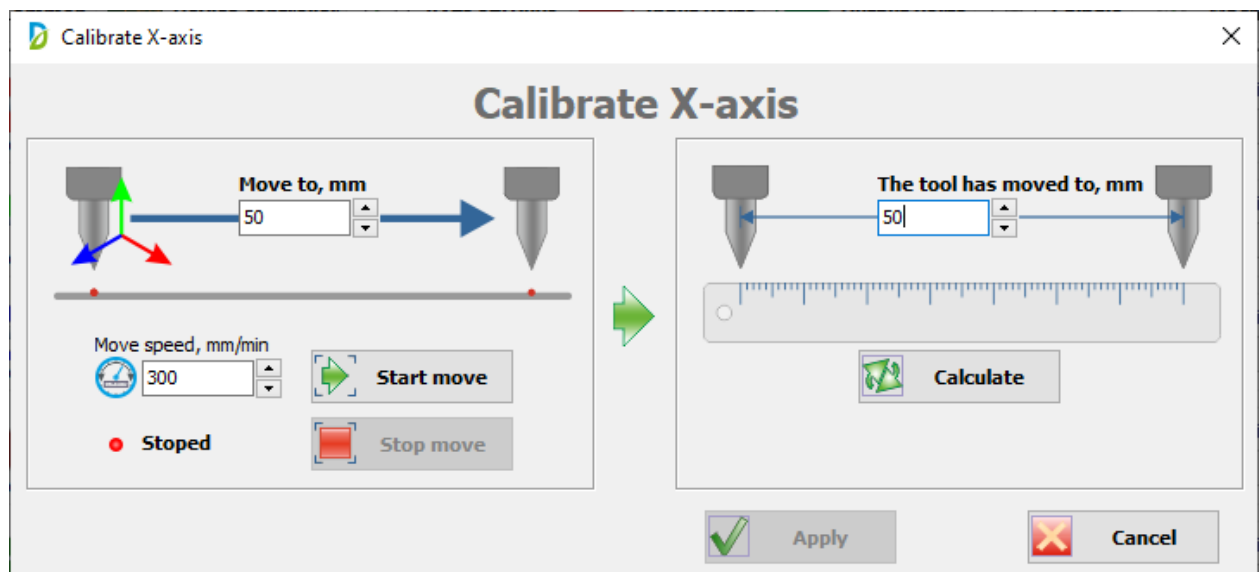 Calibrate X-axis
Calibrate X-axis
Move to, mm
50
Move speed, mm/min
300
Start move
Stoped
Stop move
The tool has moved to, mm
50
Calculate
Apply
Cancel